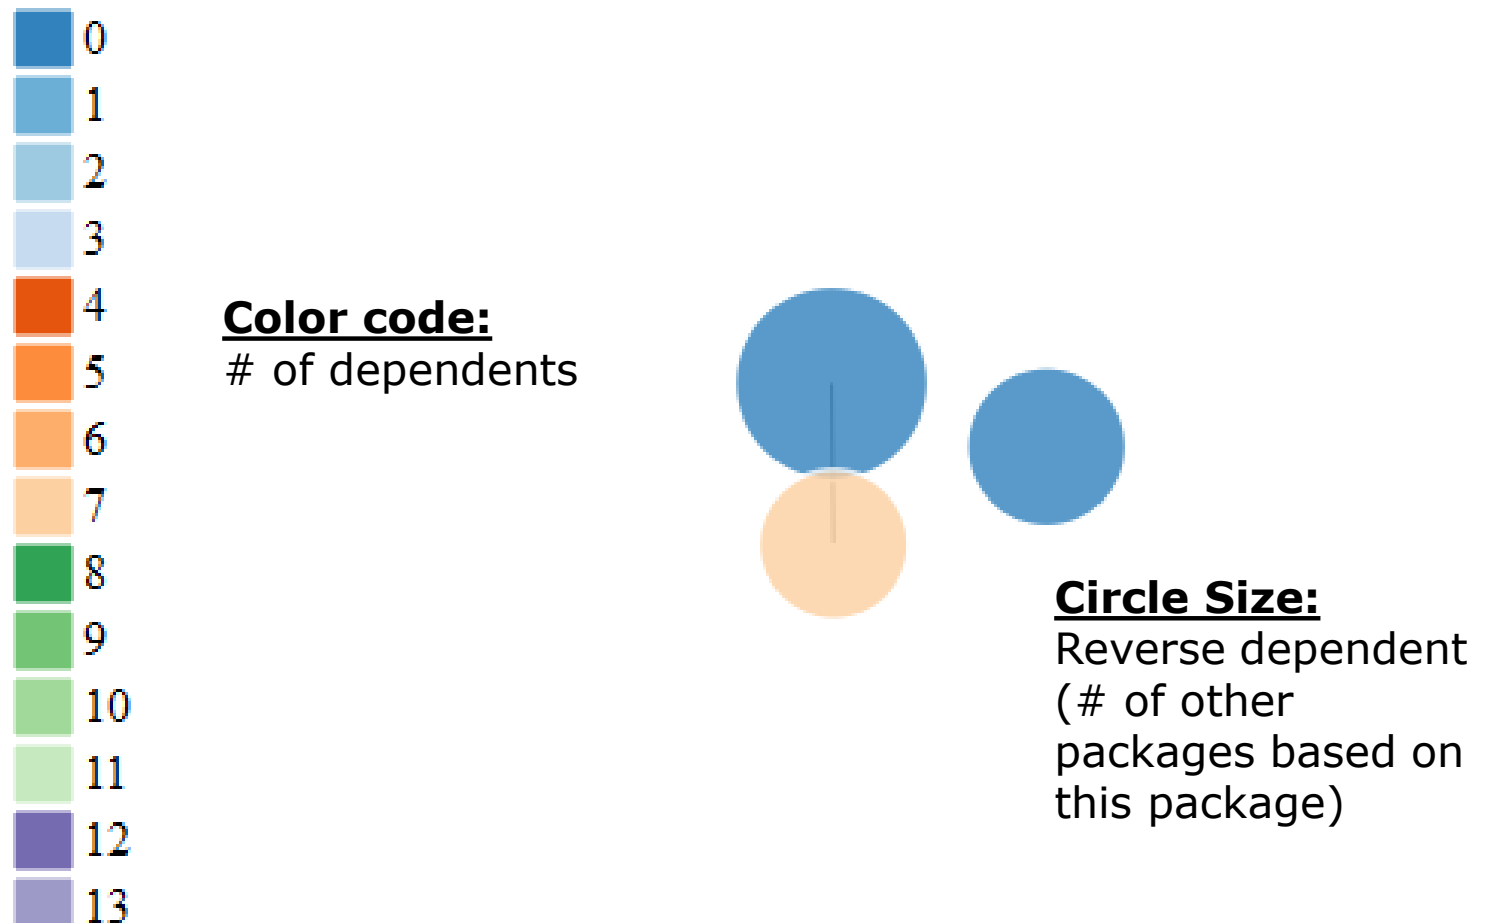 0
1
2
3
4
5
6
7
8
9
10
11
12
13
Color code:
# of dependents
Circle Size:
Reverse dependent
(# of other
packages based on
this package)